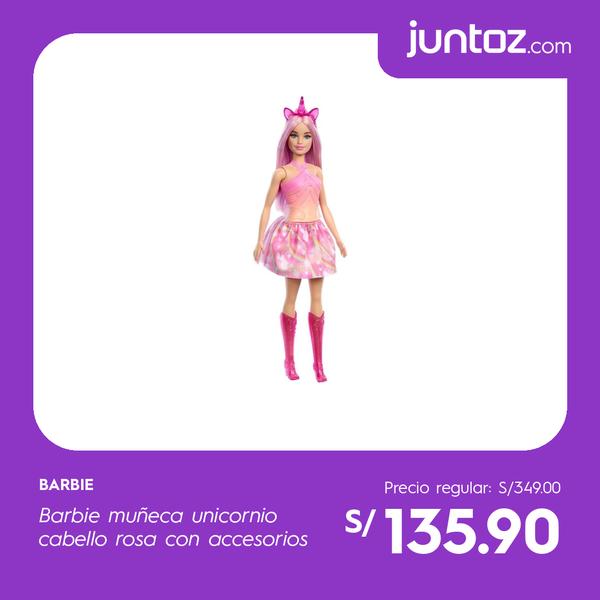 juntoz.com
BARBIE
Barbie muñeca unicornio
cabello rosa con accesorios
Precio regular: S/349.00
S/135.90